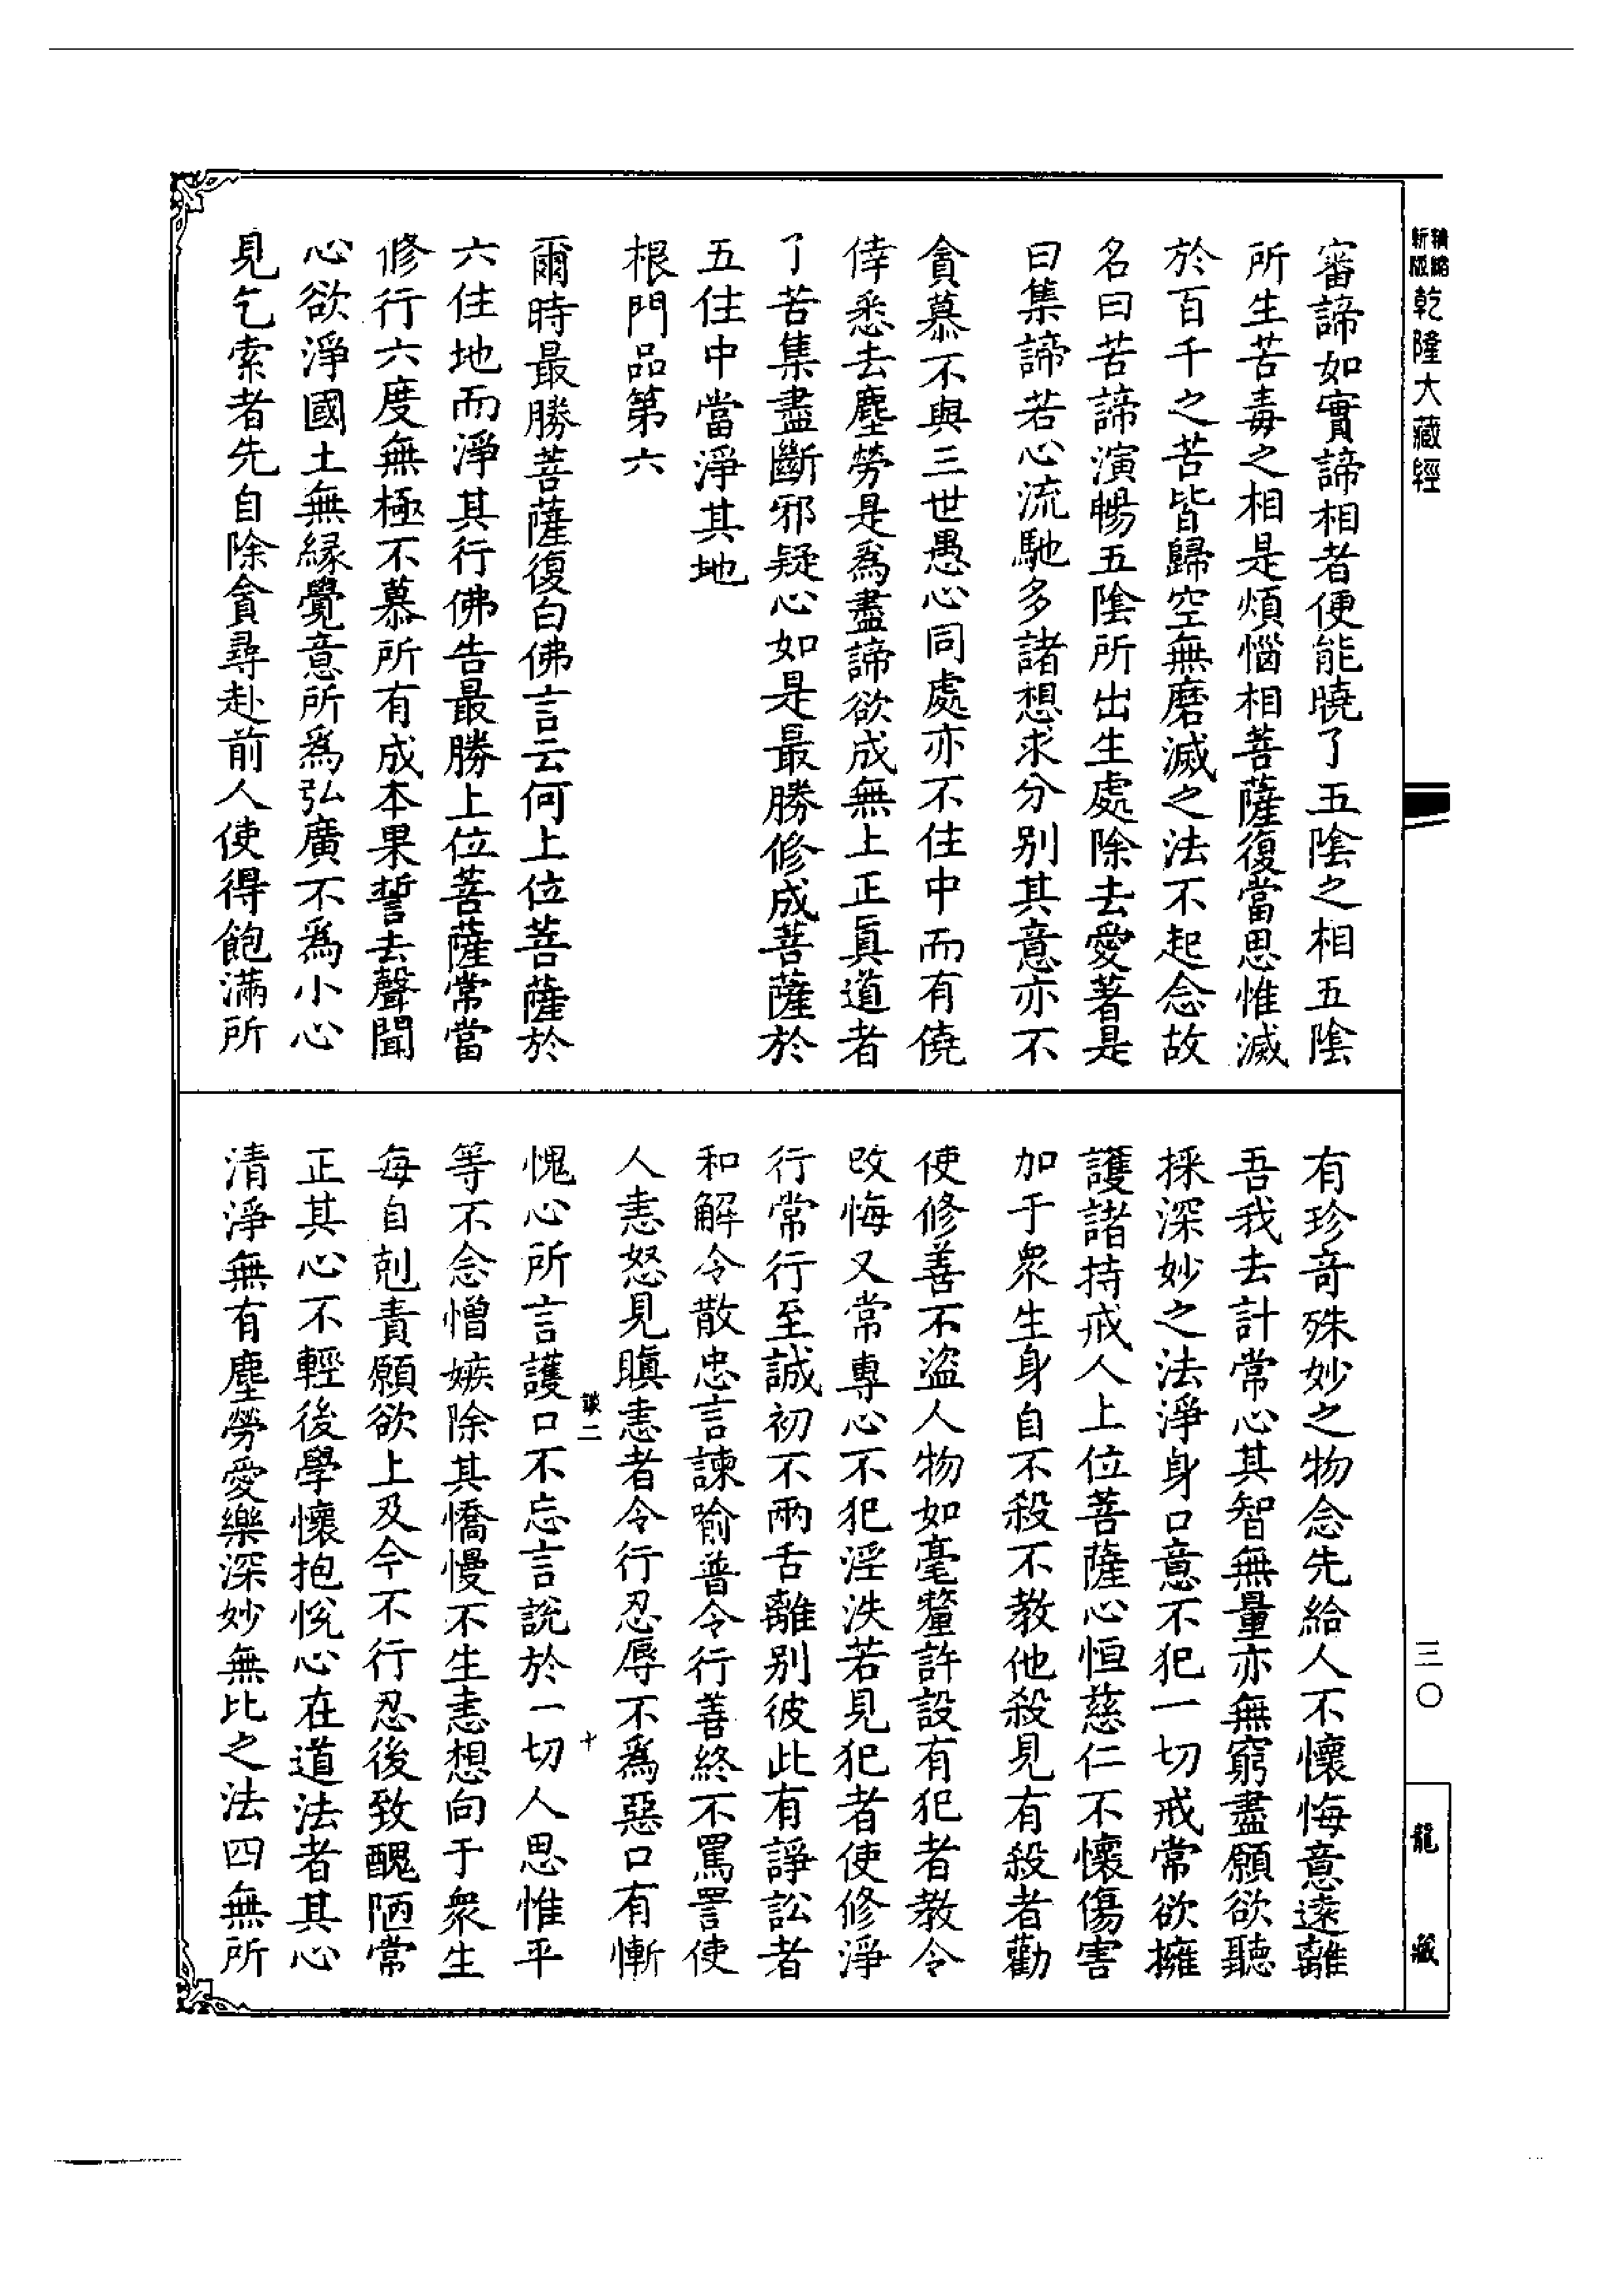 精縮新版乾隆大藏經
審諦如實諦相者便能曉了五陰之相五陰
所生苦毒之相是煩惱相菩薩復當思惟滅
於百千之苦皆歸空無磨滅之法不起念故
名曰苦諦演暢五陰所出生處除去愛著是
曰集諦若心流馳多諸想求分别其意亦不
貪慕不與三世愚心同處亦不住中而有僥
倖悉去塵勞是爲盡諦欲成無上正眞道者
了苦集盡斷邪疑心如是最勝修成菩薩於
五住中當淨其地
根門品第六
爾時最勝菩薩復白佛言云何上位菩薩於
六住地而淨其行佛告最勝上位菩薩常當
修行六度無極不慕所有成本果誓去聲聞
心欲淨國土無緣覺意所爲弘廣不爲小心
見乞索者先自除貪尋赴前人使得飽滿所
有珍奇殊妙之物念先給人不懷悔意遠離
吾我去計常心其智無量亦無窮盡願欲聽
採深妙之法淨身口意不犯一切戒常欲擁
護諸持戒人上位菩薩心恒慈仁不懷傷害
加于衆生身自不殺不教他殺見有殺者勸
使修善不盜人物如毫釐許設有犯者教令
改悔又常專心不犯淫泆若見犯者使修淨
行常行至誠初不兩舌離别彼此有諍訟者
和解令散忠言諫喻普令行善終不罵詈使
人恚怒見瞋恚者令行忍辱不爲惡口有慚
談二 十
愧心所言護口不忘言說於一切人思惟平
等不念憎嫉除其憍慢不生恚想向于衆生
每自剋責願欲上及今不行忍後致醜陋常
正其心不輕後學懷抱悅心在道法者其心
清淨無有塵勞愛樂深妙無比之法四無所
三〇
龍藏